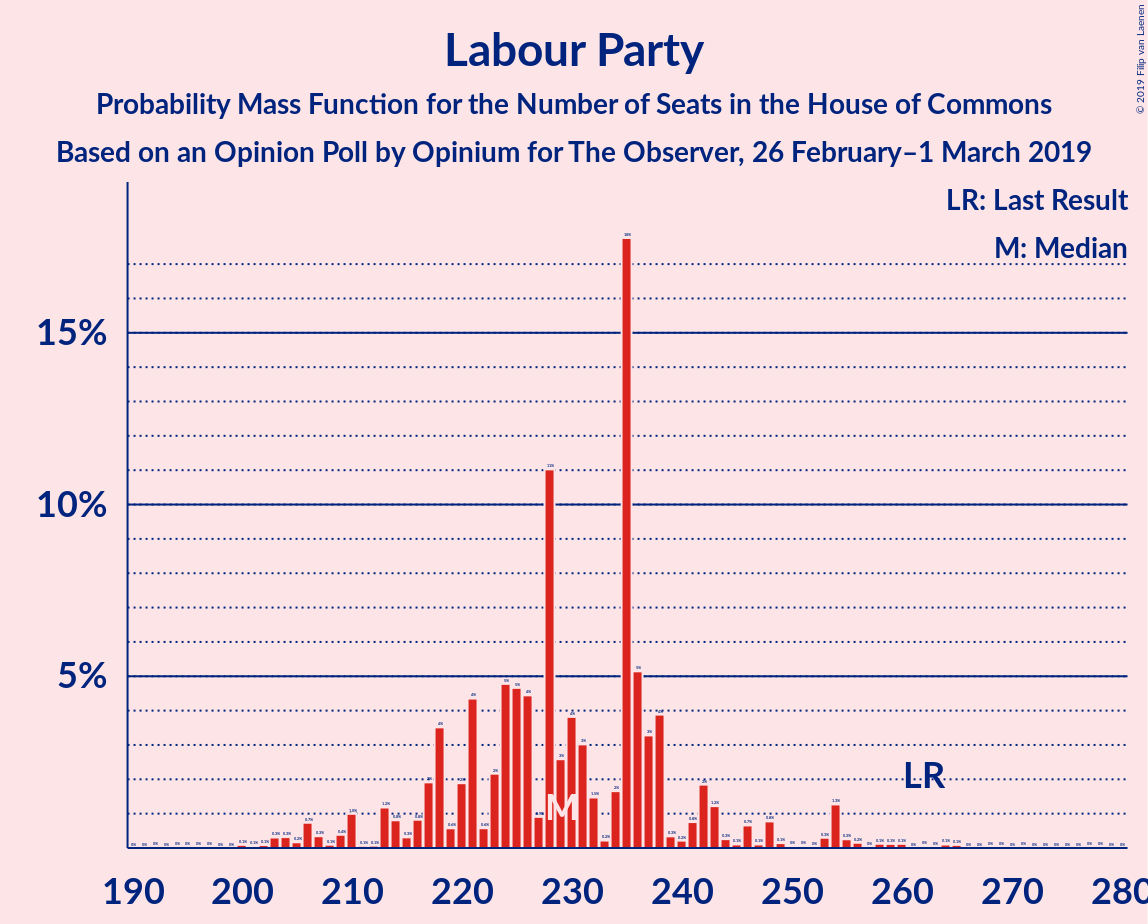 © 2019 Filip van Laenen
Labour Party
Probability Mass Function for the Number of Seats in the House of Commons
Based on an Opinion Poll by Opinium for The Observer, 26 February–1 March 2019
LR: Last Result
M: Median
15%
10%
5%
LR
M
190 200 210 220 230 240 250 260 270 280